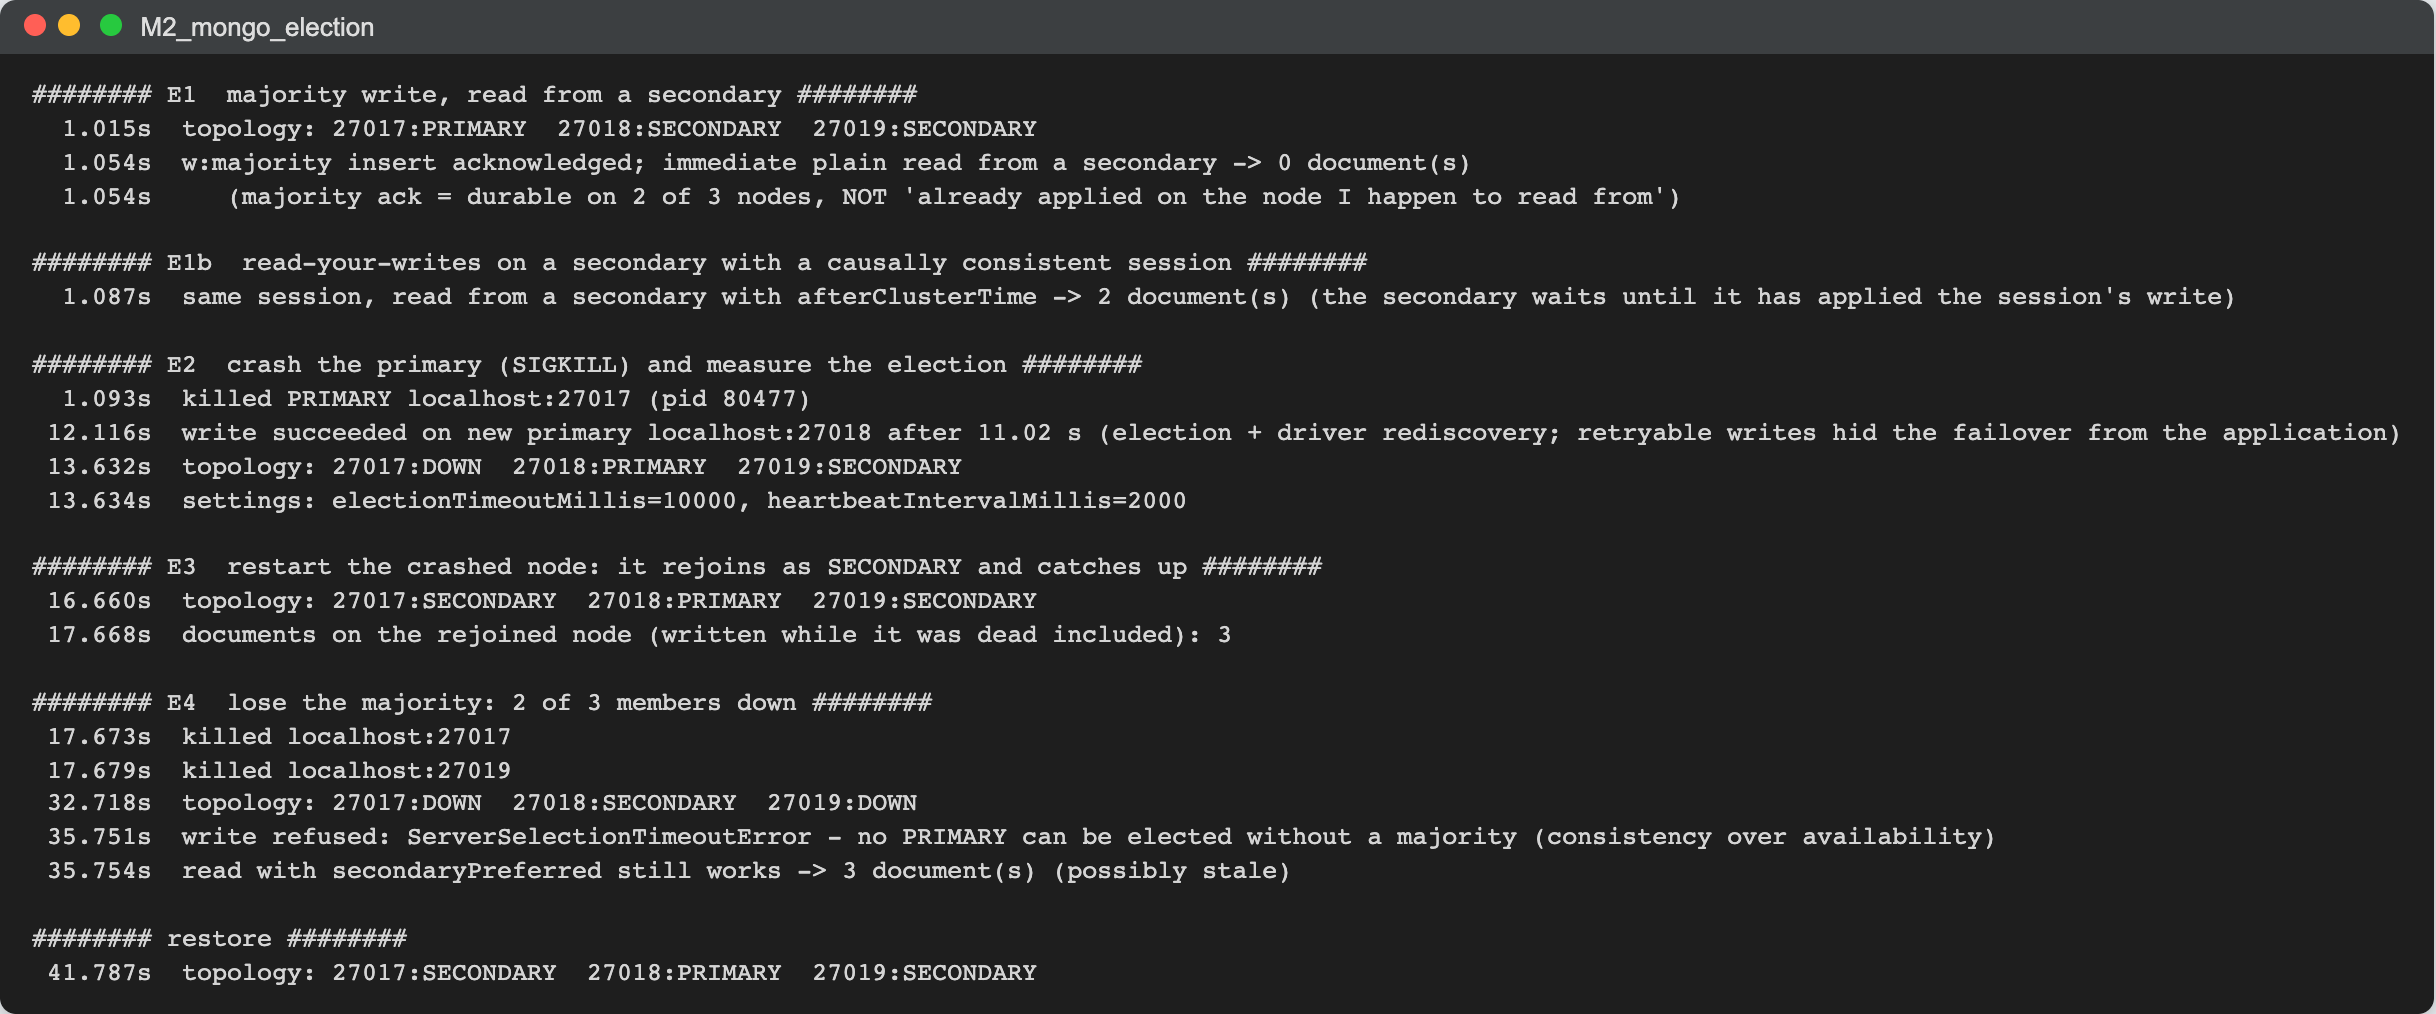 M2_mongo_election
######## E1  majority write, read from a secondary ########
1.015s  topology: 27017:PRIMARY  27018:SECONDARY  27019:SECONDARY
1.054s  w:majority insert acknowledged; immediate plain read from a secondary -> 0 document(s)
1.054s     (majority ack = durable on 2 of 3 nodes, NOT 'already applied on the node I happen to read from')
######## E1b  read-your-writes on a secondary with a causally consistent session ########
1.087s  same session, read from a secondary with afterClusterTime -> 2 document(s) (the secondary waits until it has applied the session's write)
######## E2  crash the primary (SIGKILL) and measure the election ########
1.093s  killed PRIMARY localhost:27017 (pid 80477)
12.116s  write succeeded on new primary localhost:27018 after 11.02 s (election + driver rediscovery; retryable writes hid the failover from the application)
13.632s  topology: 27017:DOWN  27018:PRIMARY  27019:SECONDARY
13.634s  settings: electionTimeoutMillis=10000, heartbeatIntervalMillis=2000
######## E3  restart the crashed node: it rejoins as SECONDARY and catches up ########
16.660s  topology: 27017:SECONDARY  27018:PRIMARY  27019:SECONDARY
17.668s  documents on the rejoined node (written while it was dead included): 3
######## E4  lose the majority: 2 of 3 members down ########
17.673s  killed localhost:27017
17.679s  killed localhost:27019
32.718s  topology: 27017:DOWN  27018:SECONDARY  27019:DOWN
35.751s  write refused: ServerSelectionTimeoutError - no PRIMARY can be elected without a majority (consistency over availability)
35.754s  read with secondaryPreferred still works -> 3 document(s) (possibly stale)
######## restore ########
41.787s  topology: 27017:SECONDARY  27018:PRIMARY  27019:SECONDARY